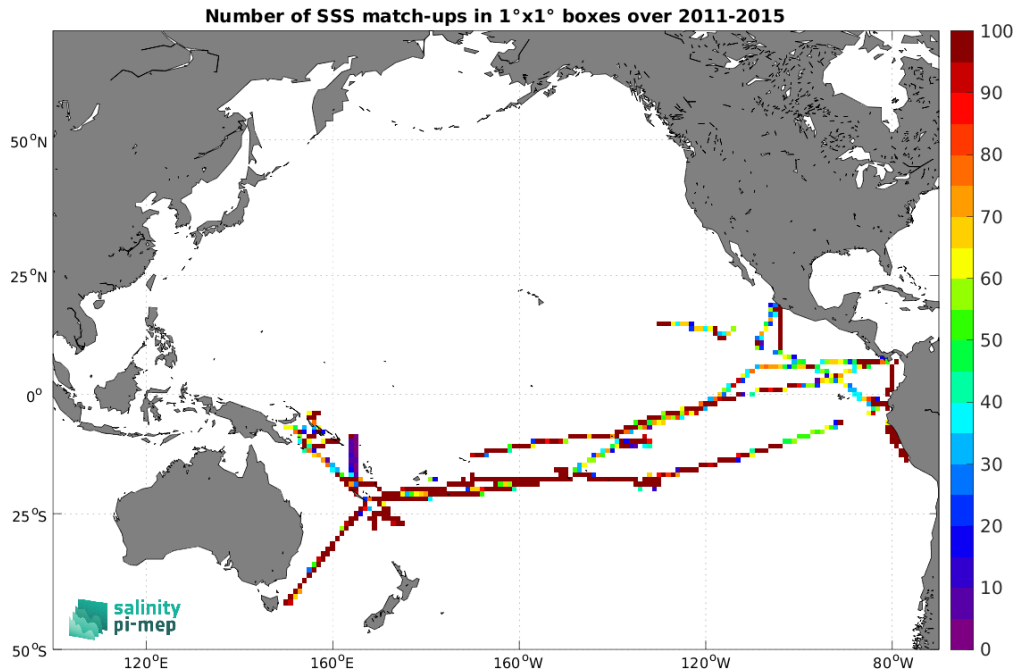 Number of SSS match-ups in 1°x1° boxes over 2011-2015
50°N
25°N
0°
25°S
50°S
120°E
160°E
160°W
120°W
80°W
100
90
80
70
60
50
40
30
20
10
0
salinity
pi-mep